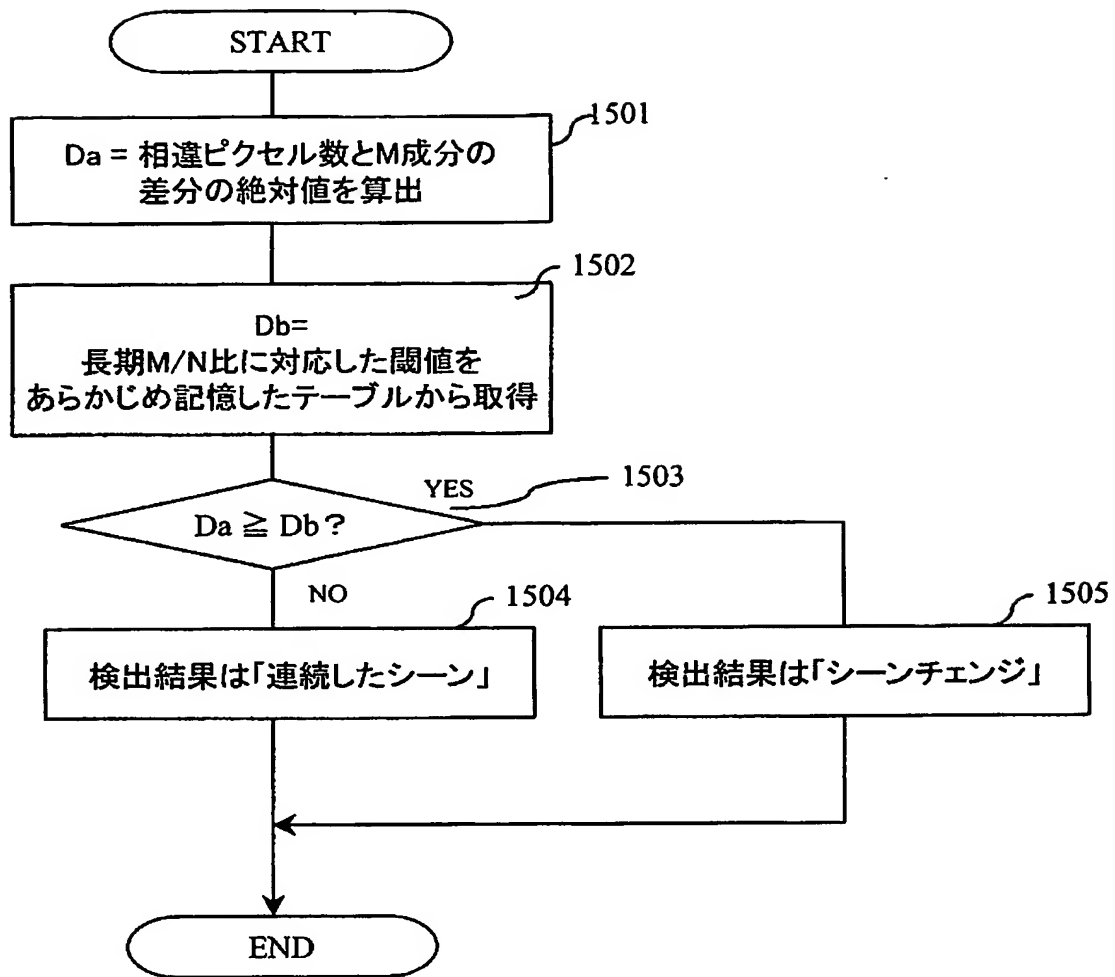 START
1501
Da = 相違ピクセル数とM成分の
差分の絶対値を算出
1502
Db=
長期M/N比に対応した閾値を
あらかじめ記憶したテーブルから取得
1503
YES
Da ≧ Db ?
NO
1504
検出結果は「連続したシーン」
1505
検出結果は「シーンチェンジ」
END